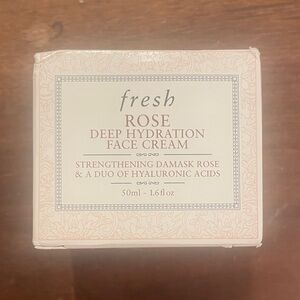 fresh
ROSE
DEEP HYDRATION
FACE CREAM
STRENGTHENING DAMASK ROSE
& A DUO OF HYALURONIC ACIDS
50ml - 1.6fl oz